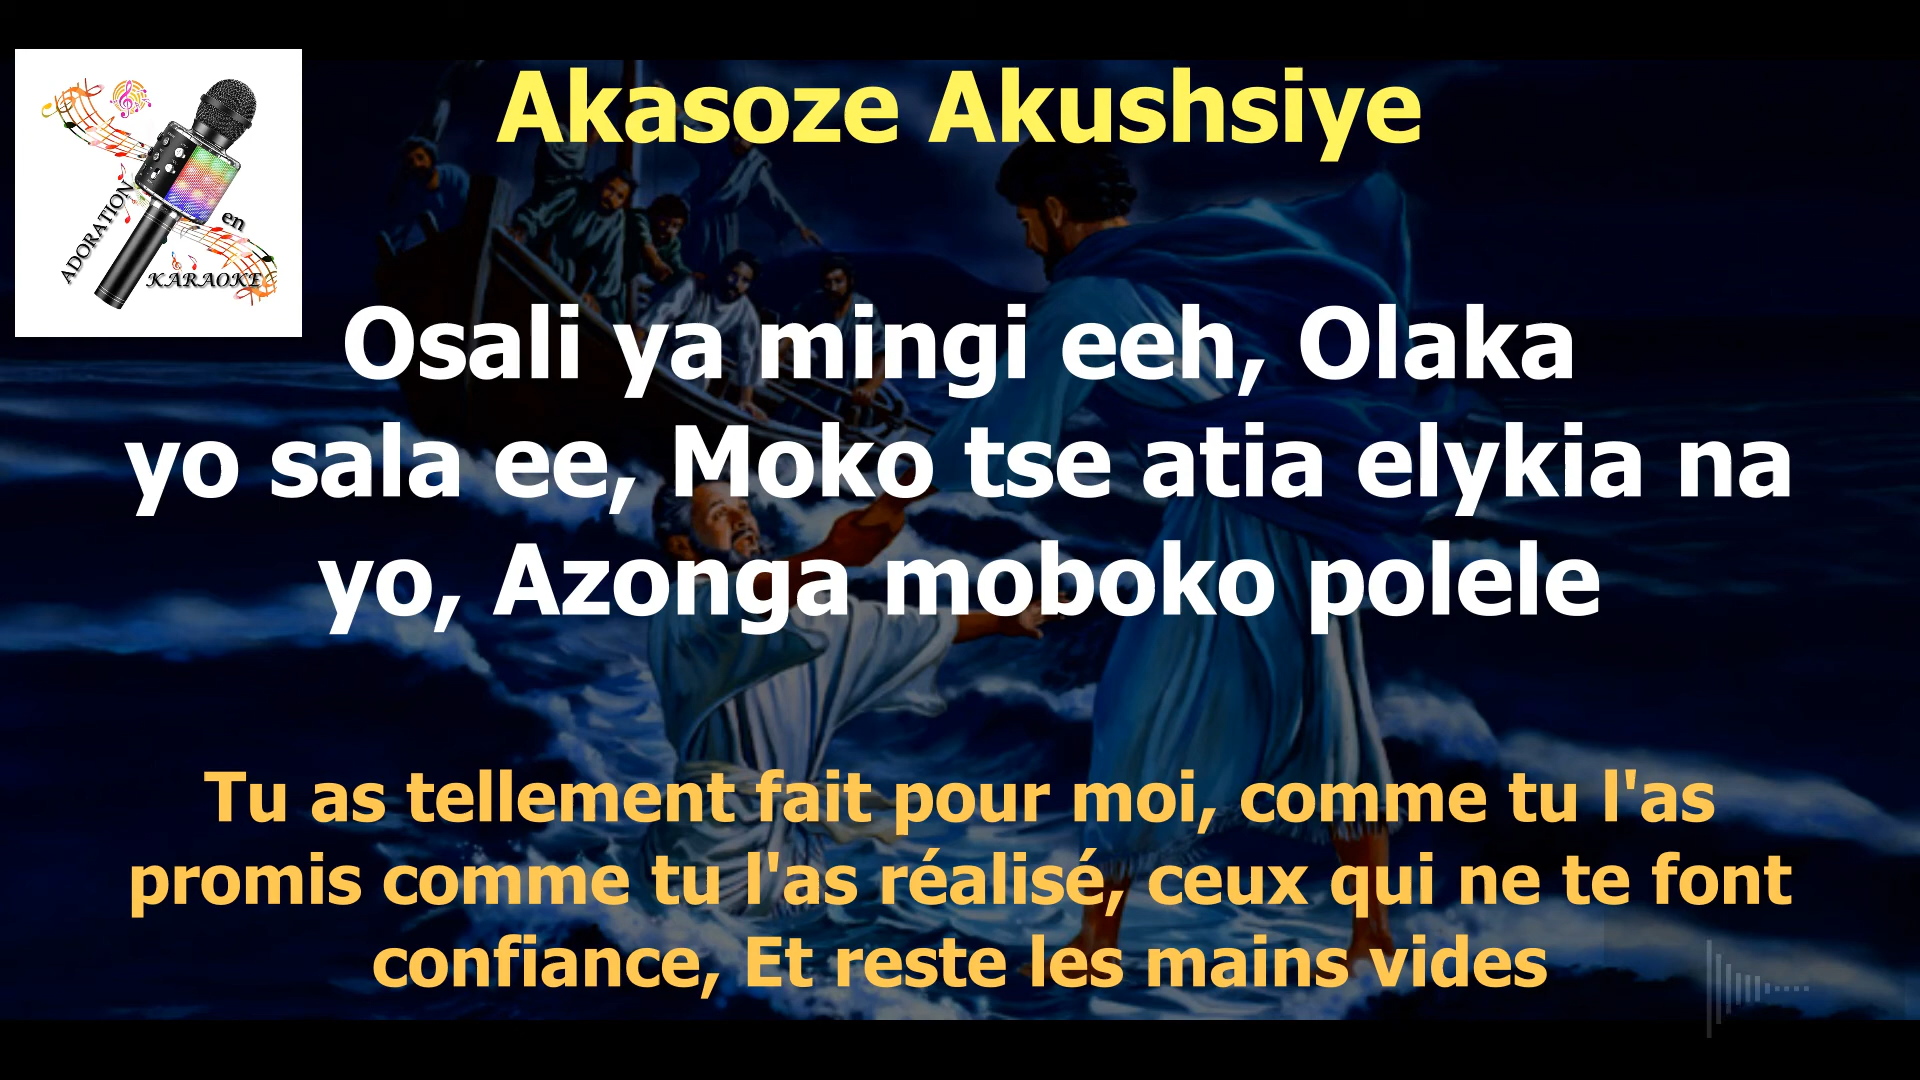 Akasoze Akushsiye
ADORATION
en
KARAOKE
Osali ya mingi eeh, Olaka
yo sala ee, Moko tse atia elykia na
yo, Azonga moboko polele
Tu as tellement fait pour moi, comme tu l'as
promis comme tu l'as réalisé, ceux qui ne te font
confiance, Et reste les mains vides